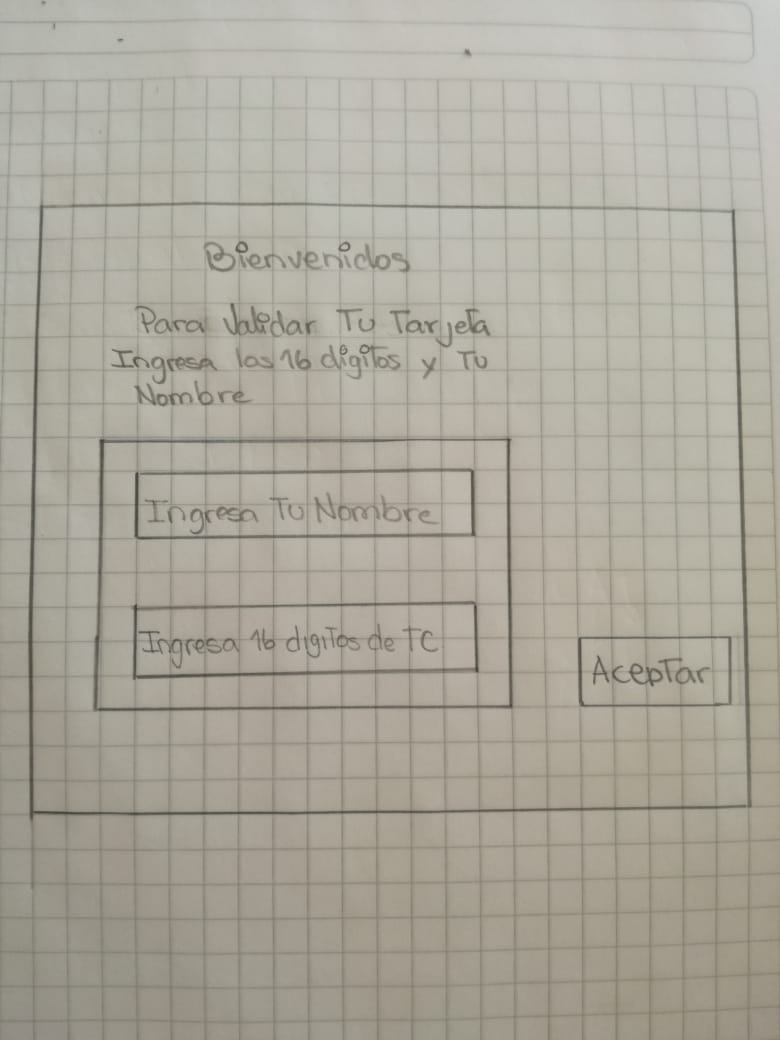 Bienvenidos
Para Validar Tu Tarjeta
Ingresa los 16 digitos y Tu
Nombre
Ingresa Tu Nombre
Ingresa 16 digitos de TC
Aceptar